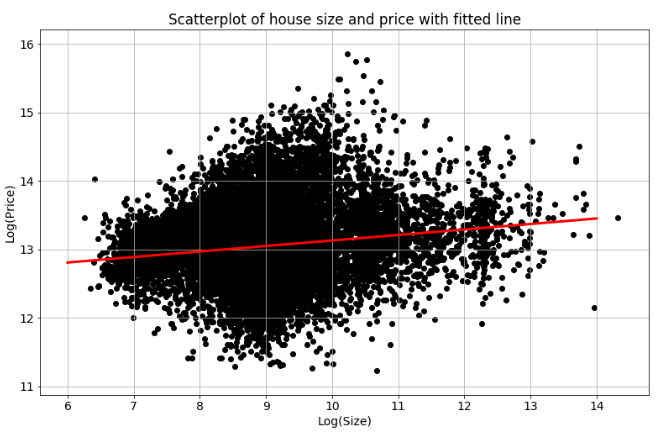 Scatterplot of house size and price with fitted line
16
15
14
13
12
11
Log(Price)
6 7 8 9 10 11 12 13 14
Log(Size)